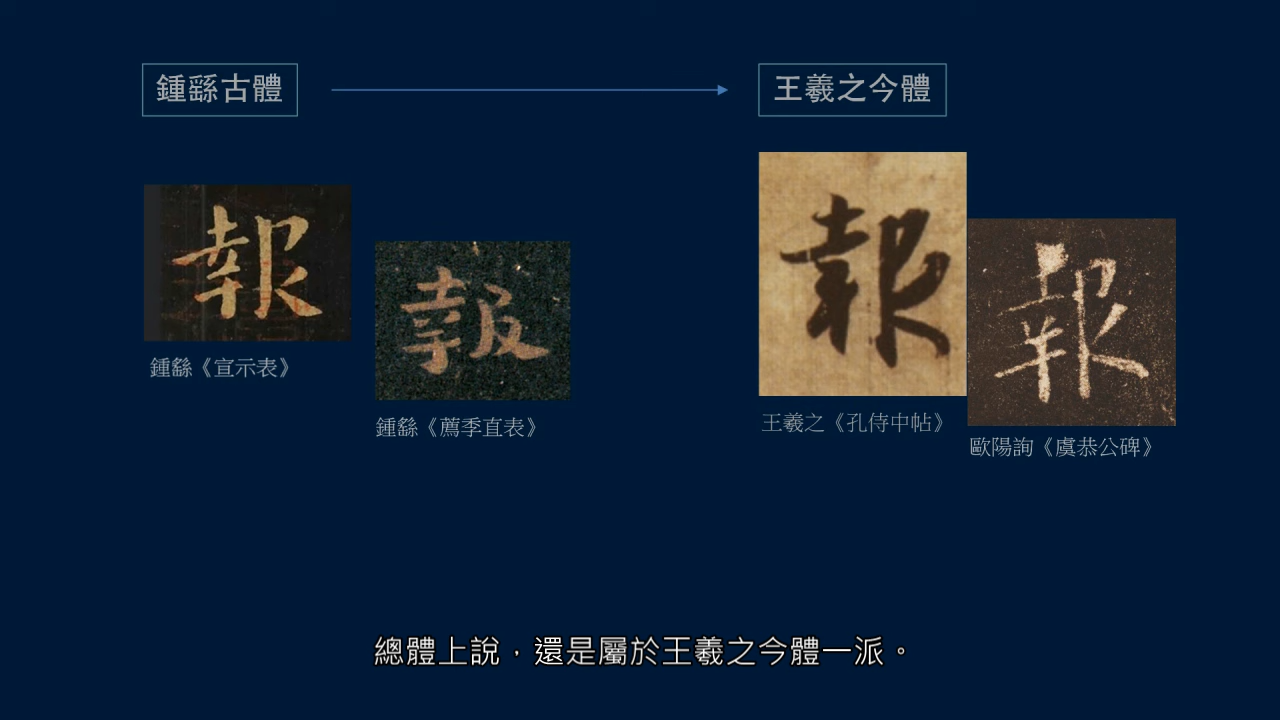 鍾繇古體
王羲之今體
報
報
報
報
鍾繇《宣示表》
鍾繇《薦季直表》
王羲之《孔侍中帖》
歐陽詢《虞恭公碑》
總體上說，還是屬於王羲之今體一派。